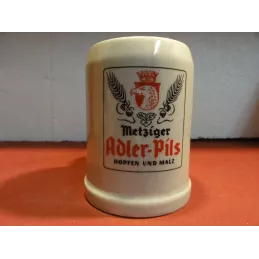 Metziger
Adler-Pils
HOPFEN UND MALZ